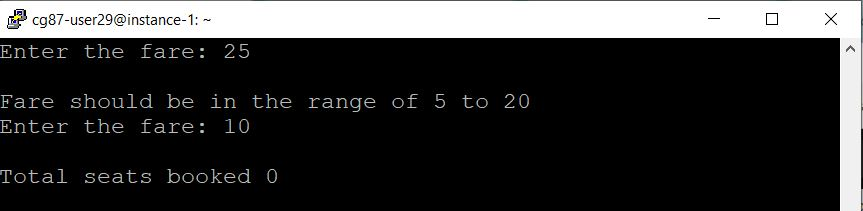 cg87-user29@instance-1: ~
Enter the fare: 25
Fare should be in the range of 5 to 20
Enter the fare: 10
Total seats booked 0